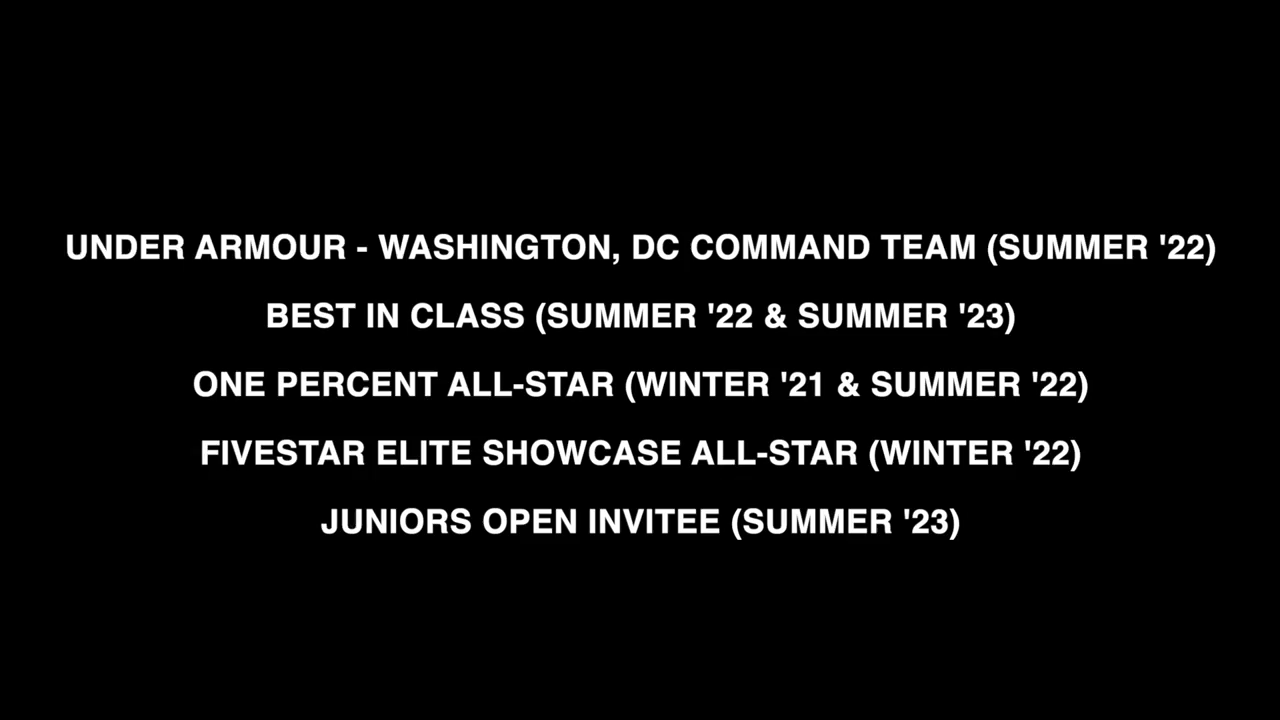 UNDER ARMOUR - WASHINGTON, DC COMMAND TEAM (SUMMER '22)
BEST IN CLASS (SUMMER '22 & SUMMER '23)
ONE PERCENT ALL-STAR (WINTER '21 & SUMMER '22)
FIVESTAR ELITE SHOWCASE ALL-STAR (WINTER '22)
JUNIORS OPEN INVITEE (SUMMER '23)